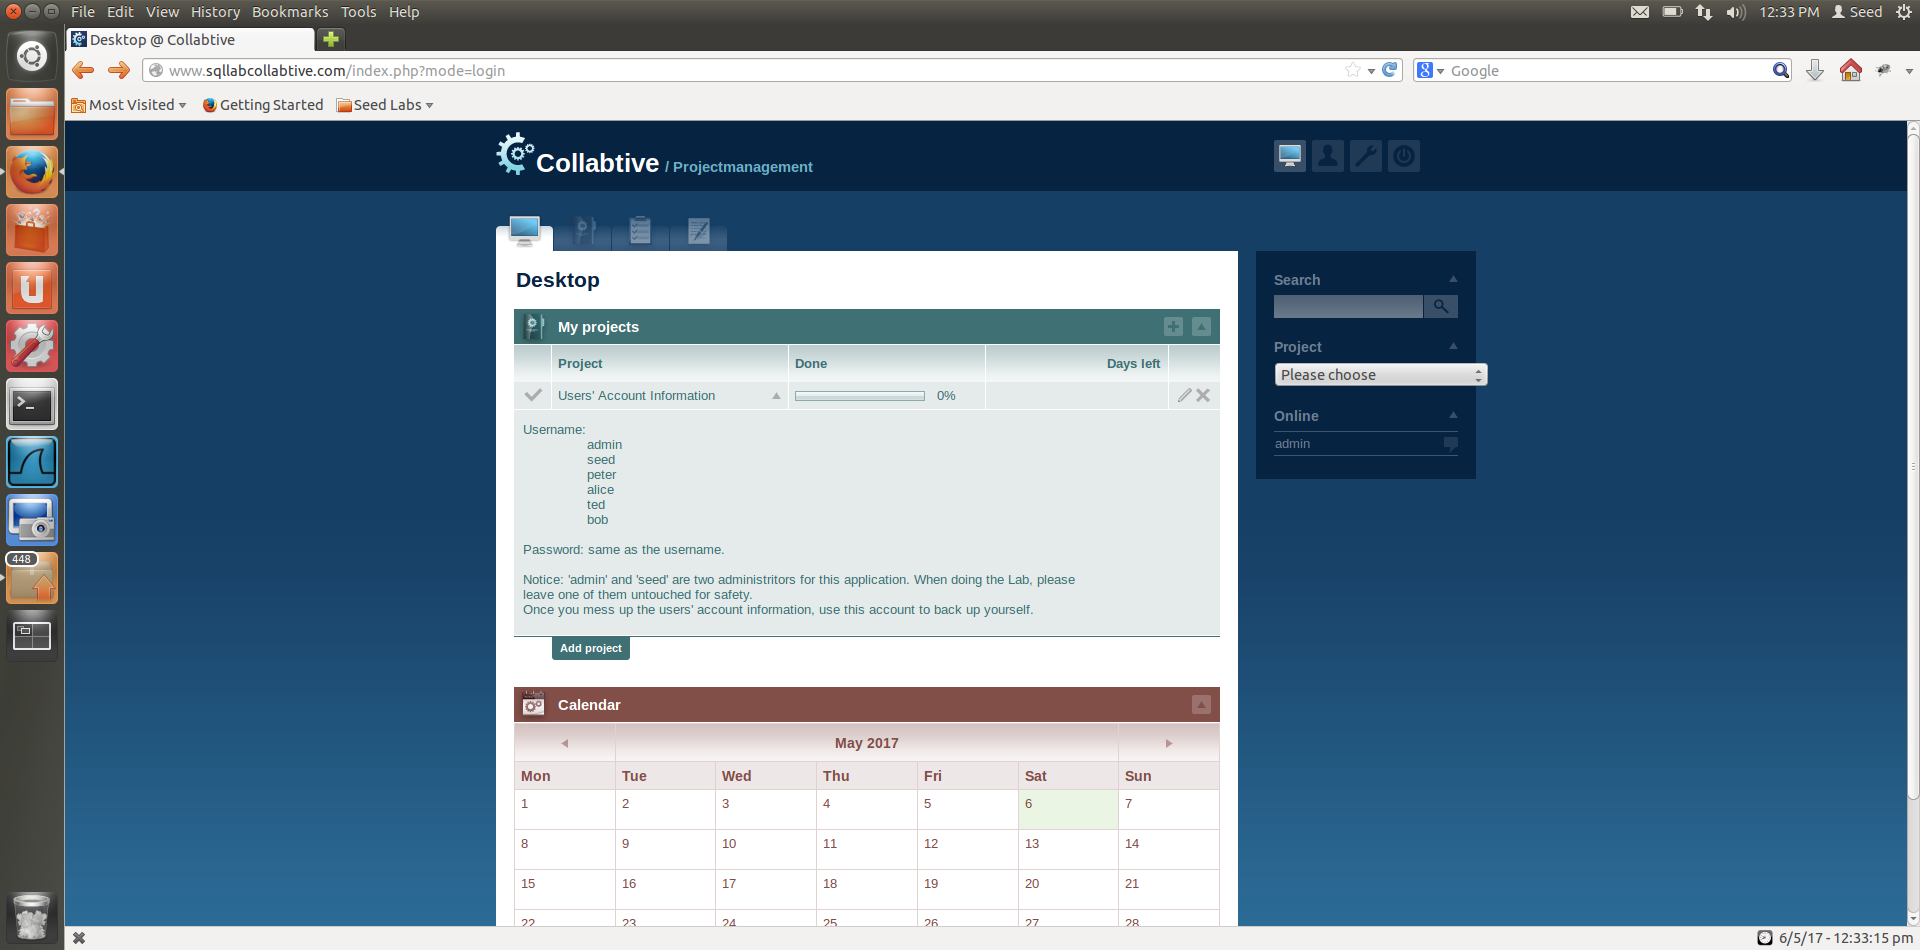 File Edit View History Bookmarks Tools Help
12:33 PM Seed
Desktop @ Collabtive
www.sqllabcollabtive.com/index.php?mode=login
Google
Most Visited Getting Started Seed Labs
Collabtive / Projectmanagement
Desktop
My projects
Project Done Days left
Users' Account Information 0%
Username:
admin
seed
peter
alice
ted
bob
Password: same as the username.
Notice: 'admin' and 'seed' are two administritors for this application. When doing the Lab, please
leave one of them untouched for safety.
Once you mess up the users' account information, use this account to back up yourself.
Add project
Calendar
May 2017
Mon Tue Wed Thu Fri Sat Sun
1 2 3 4 5 6 7
8 9 10 11 12 13 14
15 16 17 18 19 20 21
22 23 24 25 26 27 28
Search
Project
Please choose
Online
admin
448
6/5/17 - 12:33:15 pm